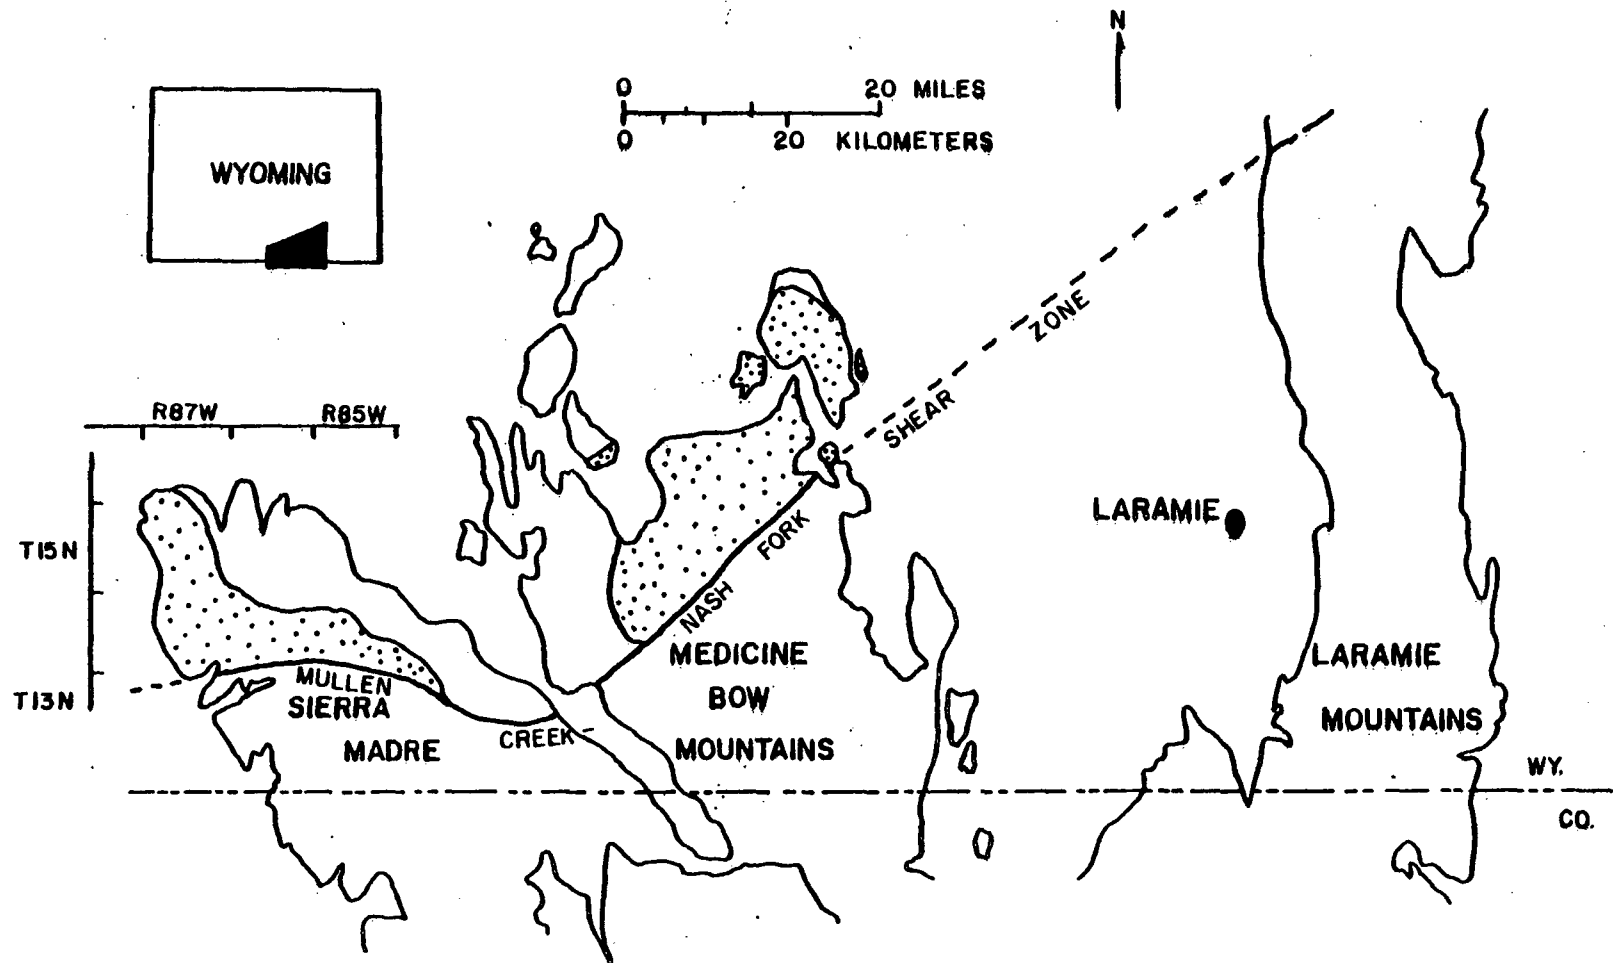 N
0 20 MILES
0 20 KILOMETERS
WYOMING
ZONE
SHEAR
R87W R85W
LARAMIE
FORK
T15N
NASH
MEDICINE
BOW
MOUNTAINS
LARAMIE
MOUNTAINS
T13N
MULLEN
SIERRA
MADRE
CREEK
WY.
CO.